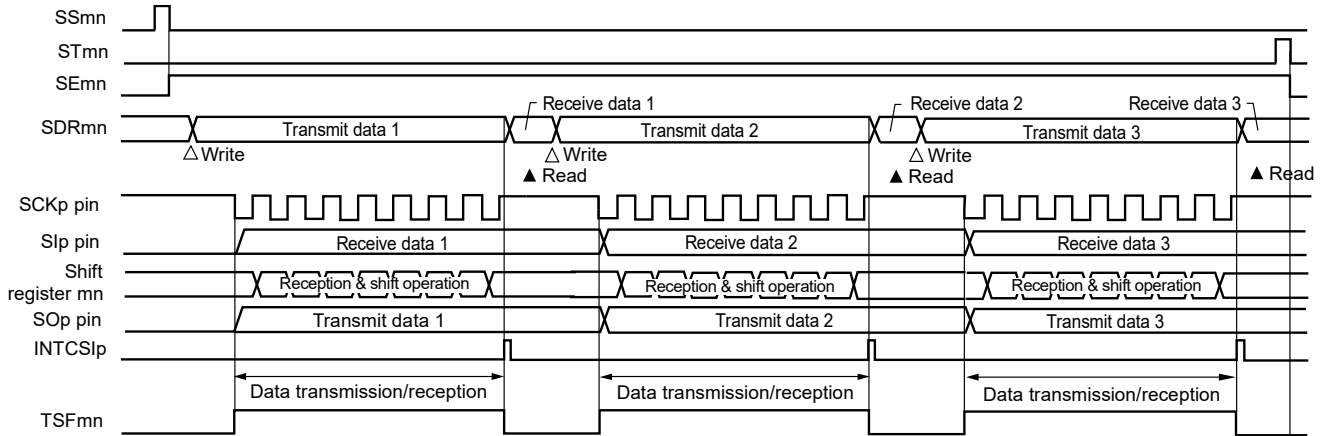 SSmn
STmn
SEmn
Receive data 1 Receive data 2 Receive data 3
SDRmn Transmit data 1 Transmit data 2 Transmit data 3
△Write △ Write △ Write
▲ Read ▲ Read ▲ Read
SCKp pin
SIp pin Receive data 1 Receive data 2 Receive data 3
Shift
register mn Reception & shift operation Reception & shift operation Reception & shift operation
SOp pin Transmit data 1 Transmit data 2 Transmit data 3
INTCSIp
Data transmission/reception Data transmission/reception Data transmission/reception
TSFmn